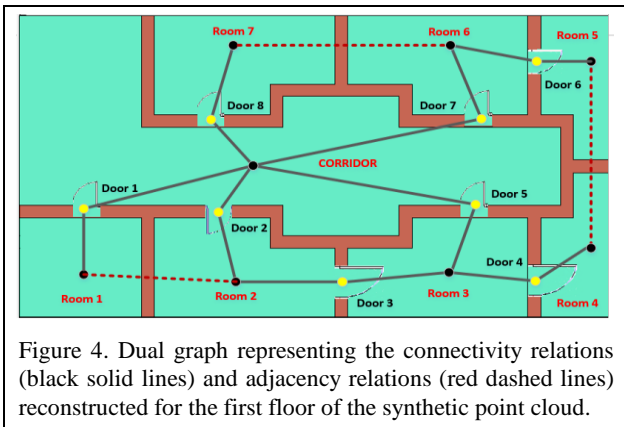 Room 7
Room 6
Room 5
Door 8
Door 7
Door 6
CORRIDOR
Door 1
Door 2
Door 5
Door 4
Room 1
Room 2
Door 3
Room 3
Room 4
Figure 4. Dual graph representing the connectivity relations
(black solid lines) and adjacency relations (red dashed lines)
reconstructed for the first floor of the synthetic point cloud.